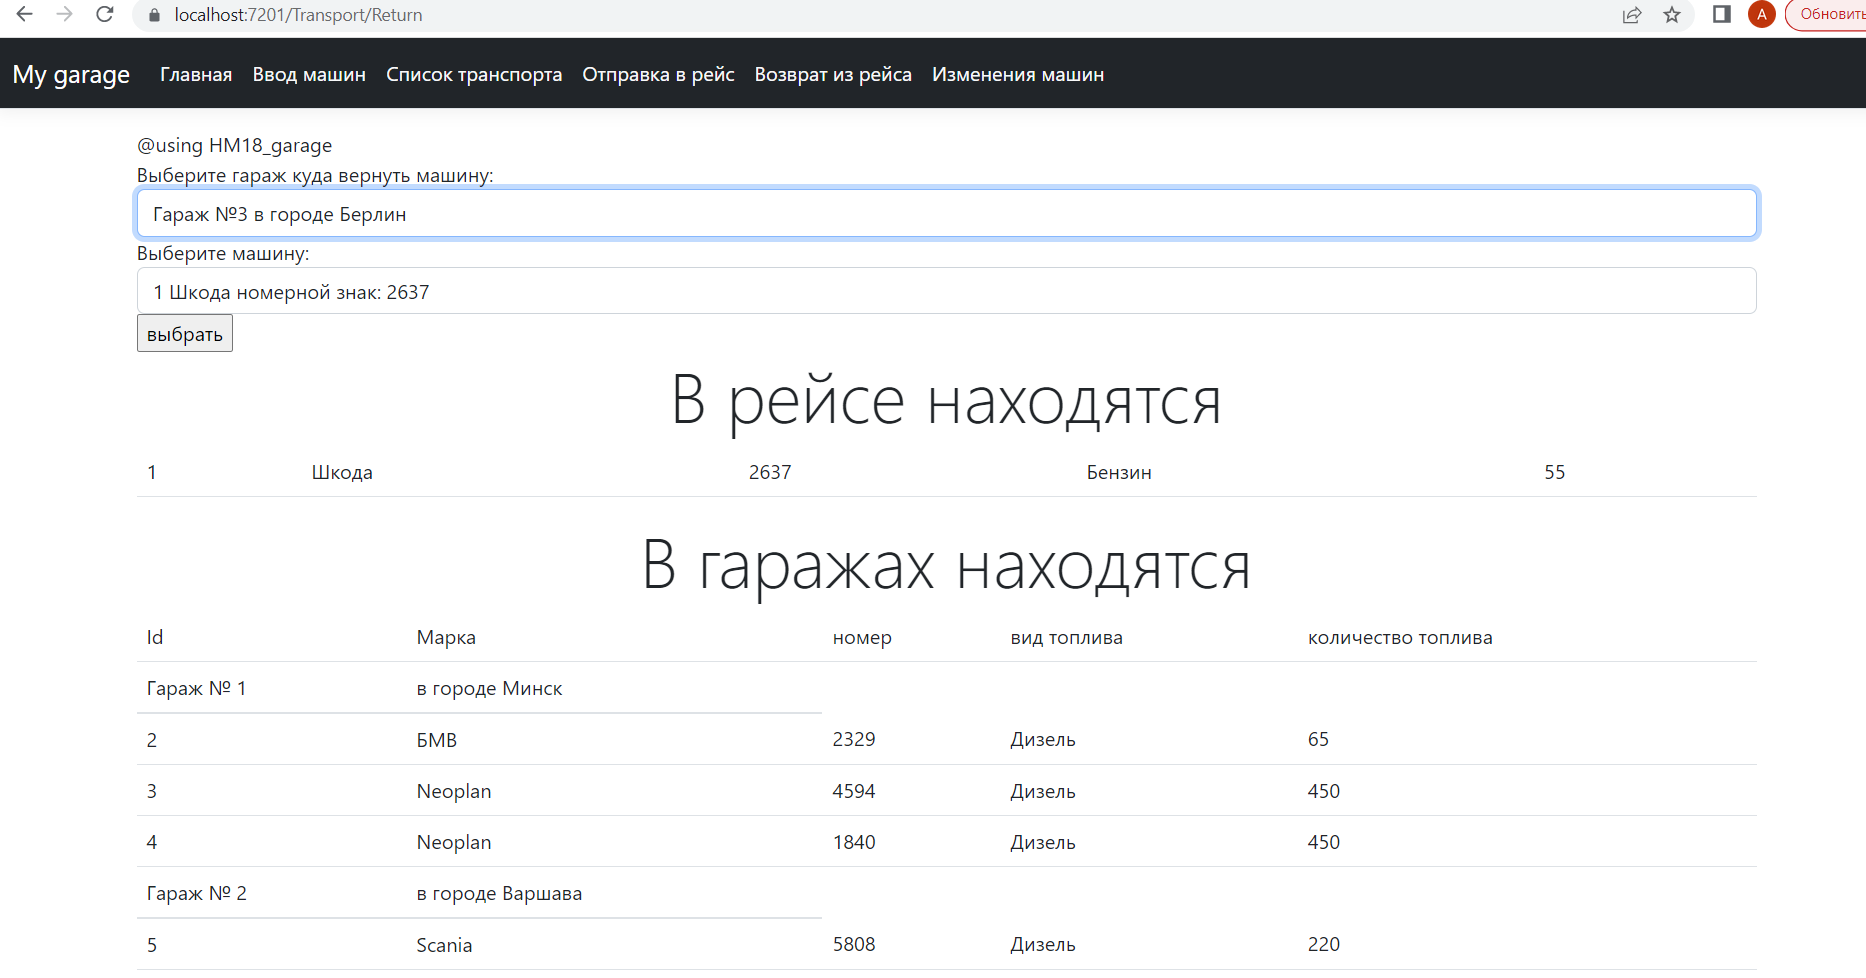 localhost:7201/Transport/Return A Обновить
My garage Главная Ввод машин Список транспорта Отправка в рейс Возврат из рейса Изменения машин
@using HM18_garage
Выберите гараж куда вернуть машину:
Гараж №3 в городе Берлин
Выберите машину:
1 Шкода номерной знак: 2637
выбрать
В рейсе находятся
1 Шкода 2637 Бензин 55
В гаражах находятся
Id Марка номер вид топлива количество топлива
Гараж № 1 в городе Минск
2 БМВ 2329 Дизель 65
3 Neoplan 4594 Дизель 450
4 Neoplan 1840 Дизель 450
Гараж № 2 в городе Варшава
5 Scania 5808 Дизель 220